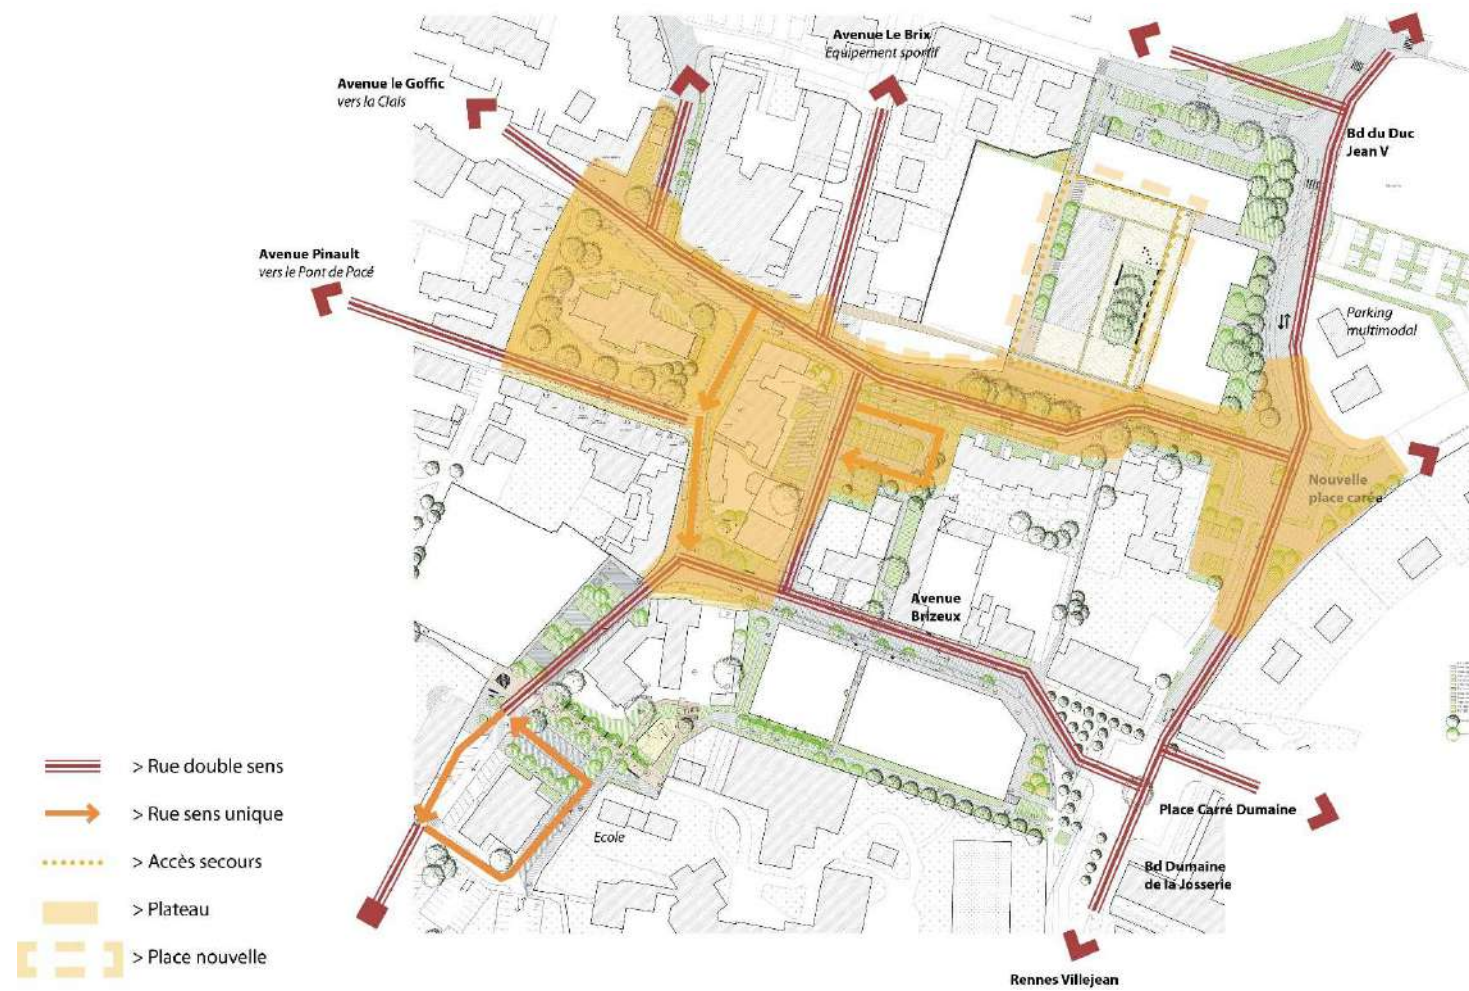 Avenue Le Brix
Equipement sportif
Avenue le Goffic
vers la Clais
Bd du Duc
Jean V
Avenue Pinault
vers le Pont de Pacé
Parking
multimodal
Nouvelle
place carée
Avenue
Brizeux
Place Carré Dumaine
Ecole
Bd Dumaine
de la Josserie
Rennes Villejean
> Rue double sens
> Rue sens unique
> Accès secours
> Plateau
> Place nouvelle